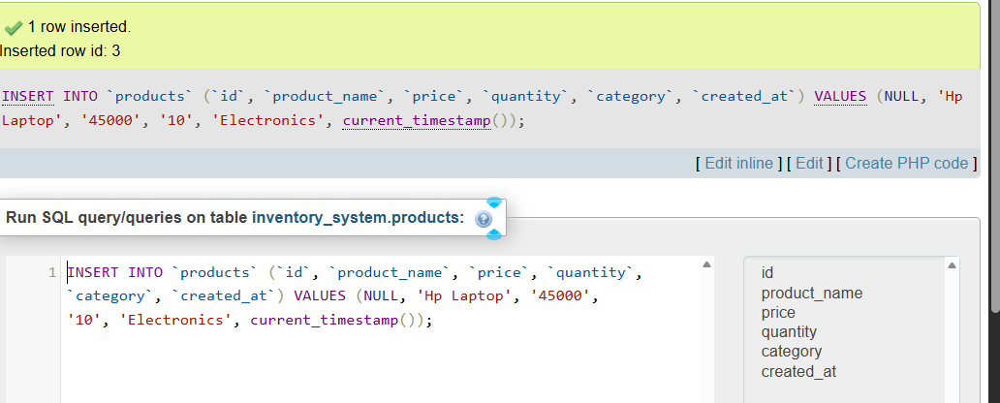 1 row inserted.
Inserted row id: 3
INSERT INTO `products` (`id`, `product_name`, `price`, `quantity`, `category`, `created_at`) VALUES (NULL, 'Hp
Laptop', '45000', '10', 'Electronics', current_timestamp());
[ Edit inline ] [ Edit ] [ Create PHP code ]
Run SQL query/queries on table inventory_system.products:
1 INSERT INTO `products` (`id`, `product_name`, `price`, `quantity`,
`category`, `created_at`) VALUES (NULL, 'Hp Laptop', '45000',
'10', 'Electronics', current_timestamp());
id
product_name
price
quantity
category
created_at